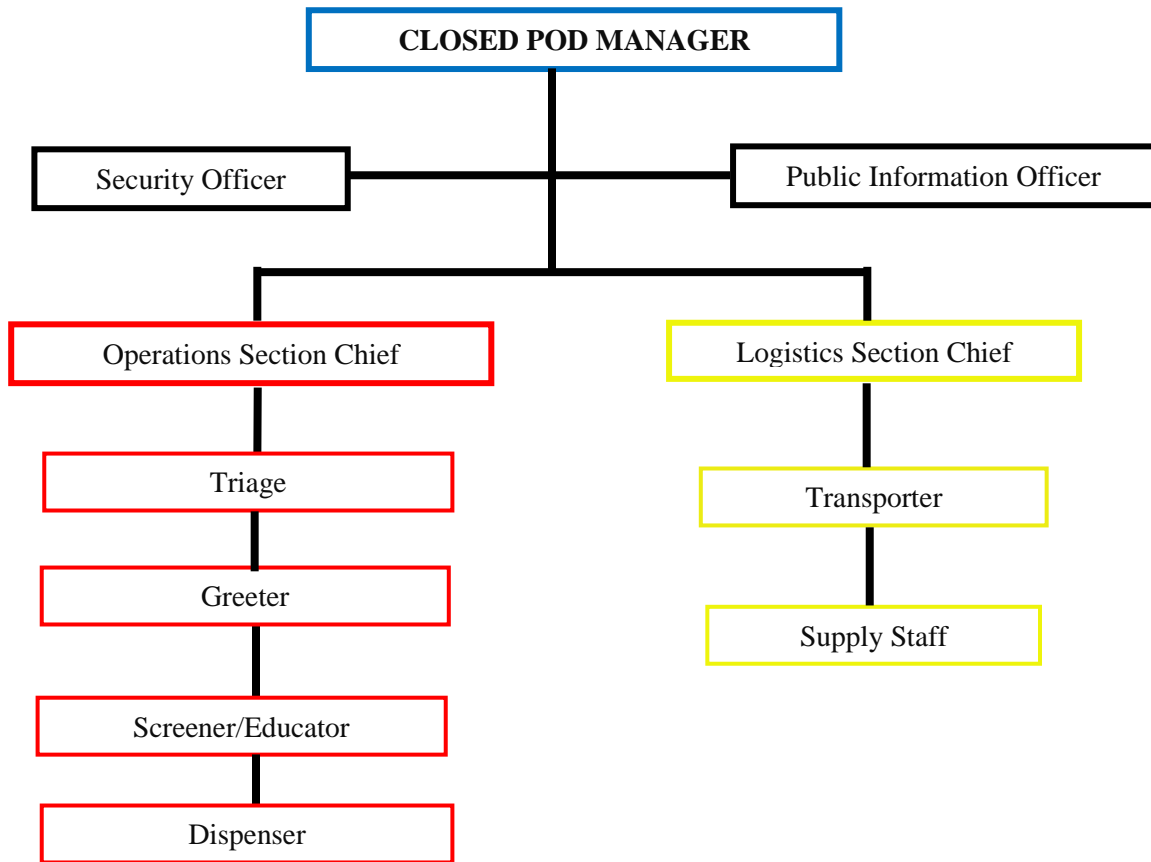 CLOSED POD MANAGER
Security Officer
Public Information Officer
Operations Section Chief
Logistics Section Chief
Triage
Transporter
Greeter
Supply Staff
Screener/Educator
Dispenser